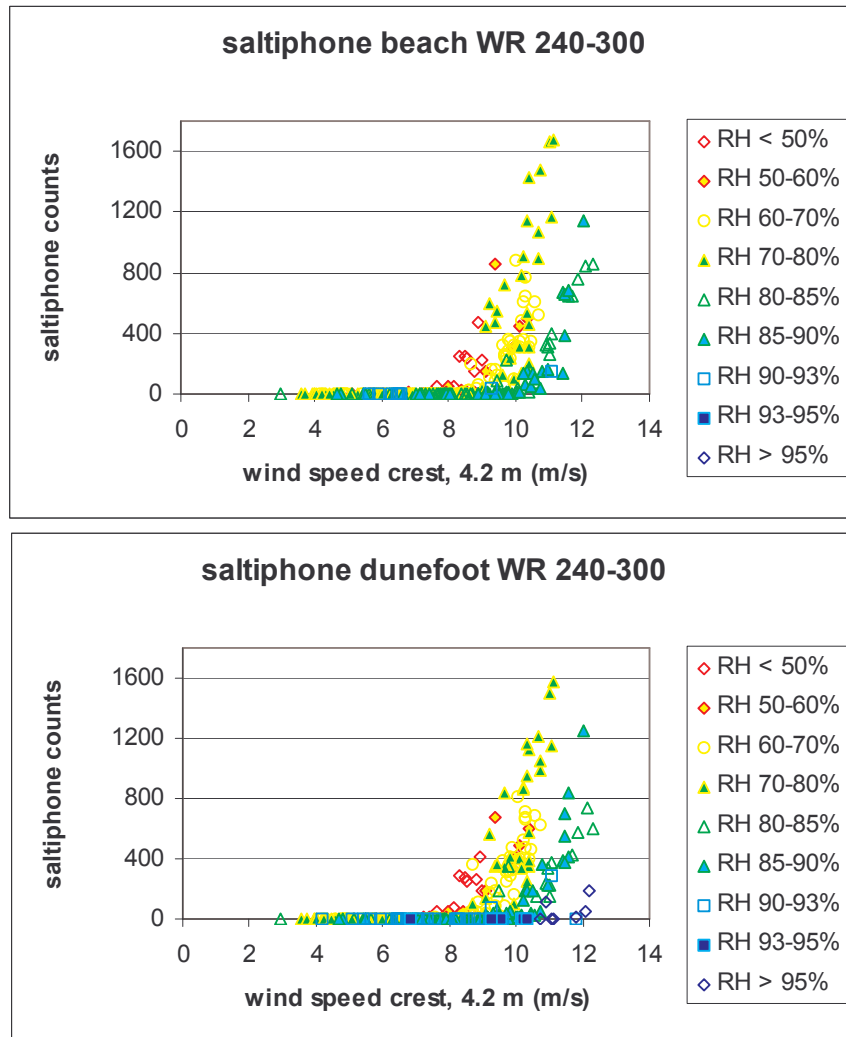 saltiphone beach WR 240-300
saltiphone counts
1600
1200
800
400
0
0 2 4 6 8 10 12 14
wind speed crest, 4.2 m (m/s)
RH < 50%
RH 50-60%
RH 60-70%
RH 70-80%
RH 80-85%
RH 85-90%
RH 90-93%
RH 93-95%
RH > 95%
saltiphone dunefoot WR 240-300
saltiphone counts
1600
1200
800
400
0
0 2 4 6 8 10 12 14
wind speed crest, 4.2 m (m/s)
RH < 50%
RH 50-60%
RH 60-70%
RH 70-80%
RH 80-85%
RH 85-90%
RH 90-93%
RH 93-95%
RH > 95%